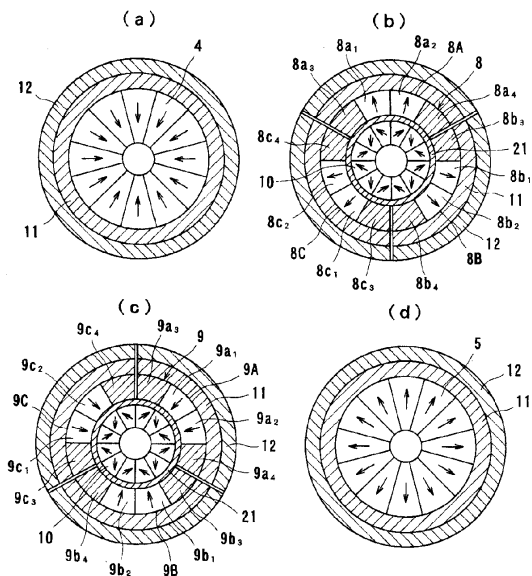 (a)
4
12
11
(b)
8a₂
8A
8a₁
8
8a₃
8a₄
8b₃
8c₄
21
10
8b₁
8c₂
11
8b₂
8C
12
8c₁
8B
8c₃
8b₄
(c)
9c₄
9a₃
9
9a₁
9c₂
9A
11
9C
9a₂
12
9c₁
9a₄
9c₃
21
10
9b₃
9b₄
9b₂
9B
9b₁
(d)
5
12
11